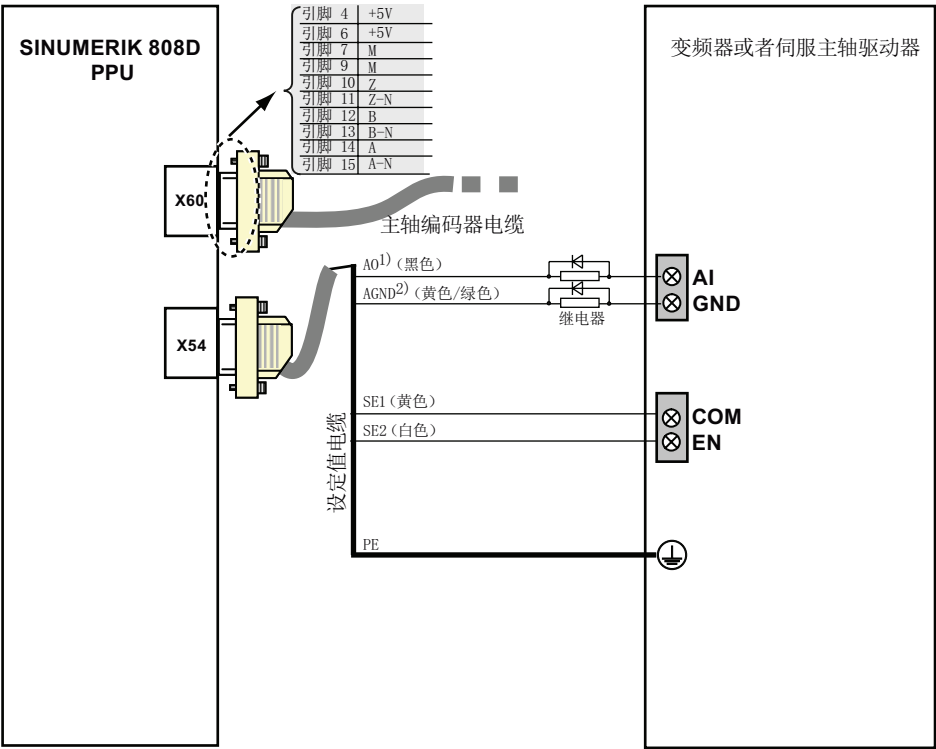 SINUMERIK 808D
PPU
引脚 4 +5V
引脚 6 +5V
引脚 7 M
引脚 9 M
引脚 10 Z
引脚 11 Z-N
引脚 12 B
引脚 13 B-N
引脚 14 A
引脚 15 A-N
变频器或者伺服主轴驱动器
X60
主轴编码器电缆
AO1)(黑色)
AI
AGND2)(黄色/绿色)
GND
继电器
X54
SE1(黄色)
COM
SE2(白色)
EN
设定值电缆
PE